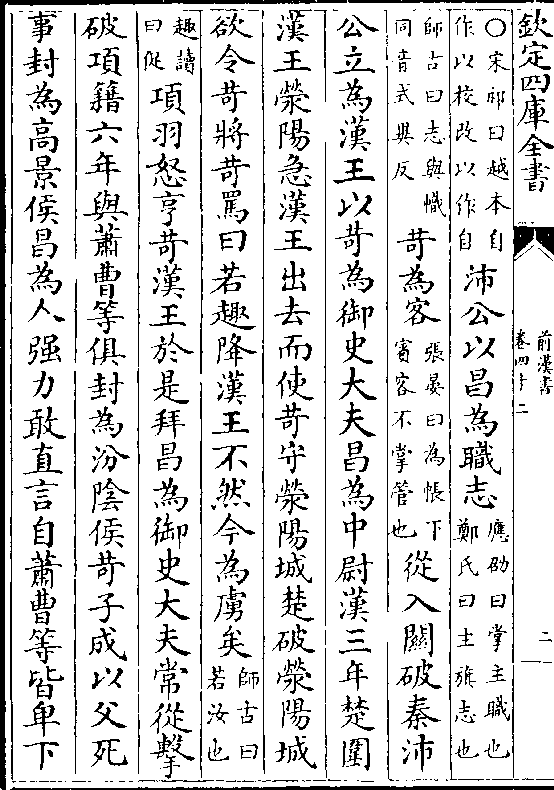 欽定四庫全書
前漢書
卷四十二
二
○宋祁曰越本自作以校改以作自沛公以昌為職志應劭曰掌主職也鄭氏曰主旗志也
師古曰志與幟同音式異反苛為客張晏曰為帳下賓客不掌管也從入關破秦沛
公立為漢王以苛為御史大夫昌為中尉漢三年楚圍
漢王滎陽急漢王出去而使苛守滎陽城楚破滎陽城
欲令苛將苛罵曰若趣降漢王不然今為虜矣師古曰若汝也
趣讀曰促項羽怒亨苛漢王於是拜昌為御史大夫常從擊
破項籍六年與蕭曹等俱封為汾陰侯苛子成以父死
事封為高景侯昌為人强力敢直言自蕭曹等皆卑下